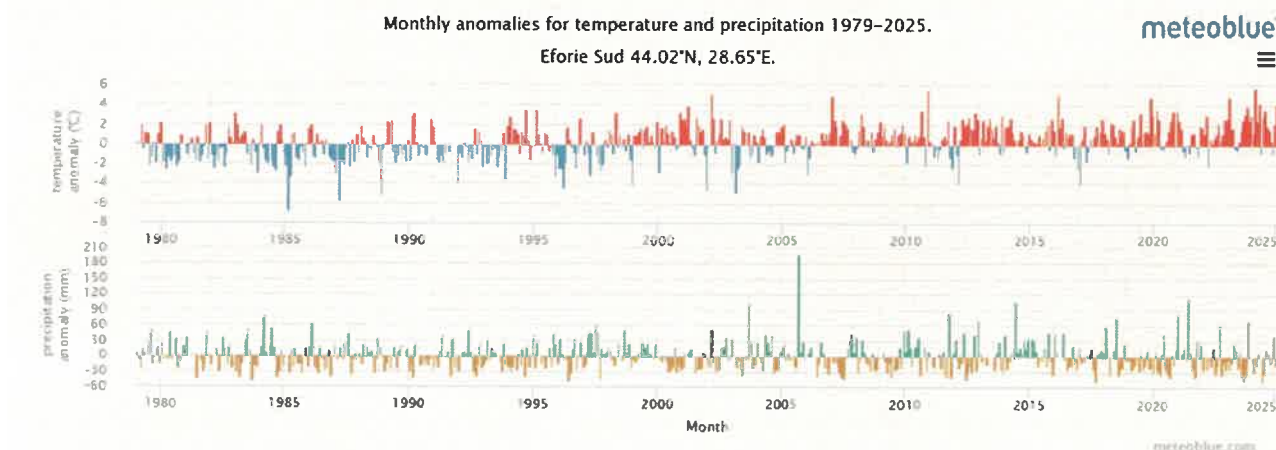 Monthly anomalies for temperature and precipitation 1979-2025.
meteoblue
Eforie Sud 44.02°N, 28.65°E.
temperature
anomaly (°C)
6
4
2
0
-2
-4
-6
-8
1980 1985 1990 1995 2000 2005 2010 2015 2020 2025
precipitation
anomaly (mm)
210
180
150
120
90
60
30
0
-30
-60
1980 1985 1990 1995 2000 2005 2010 2015 2020 2025
Month
meteoblue.com